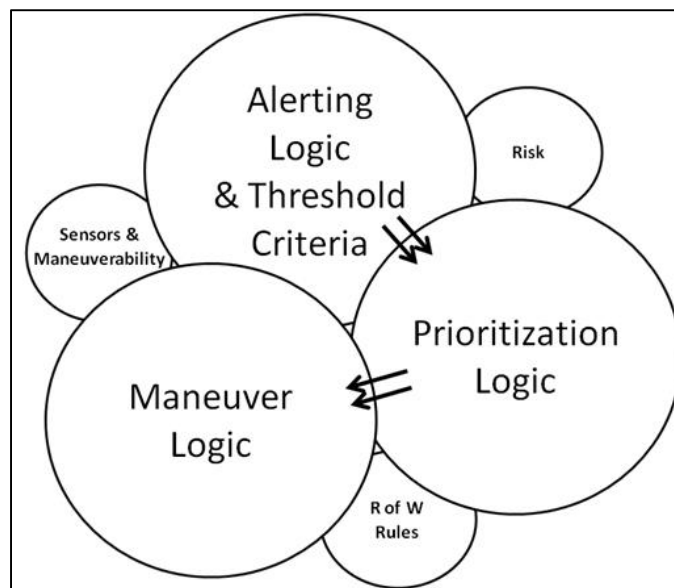 Alerting
Logic
& Threshold
Criteria
Risk
Sensors &
Maneuverability
Prioritization
Logic
Maneuver
Logic
R of W
Rules